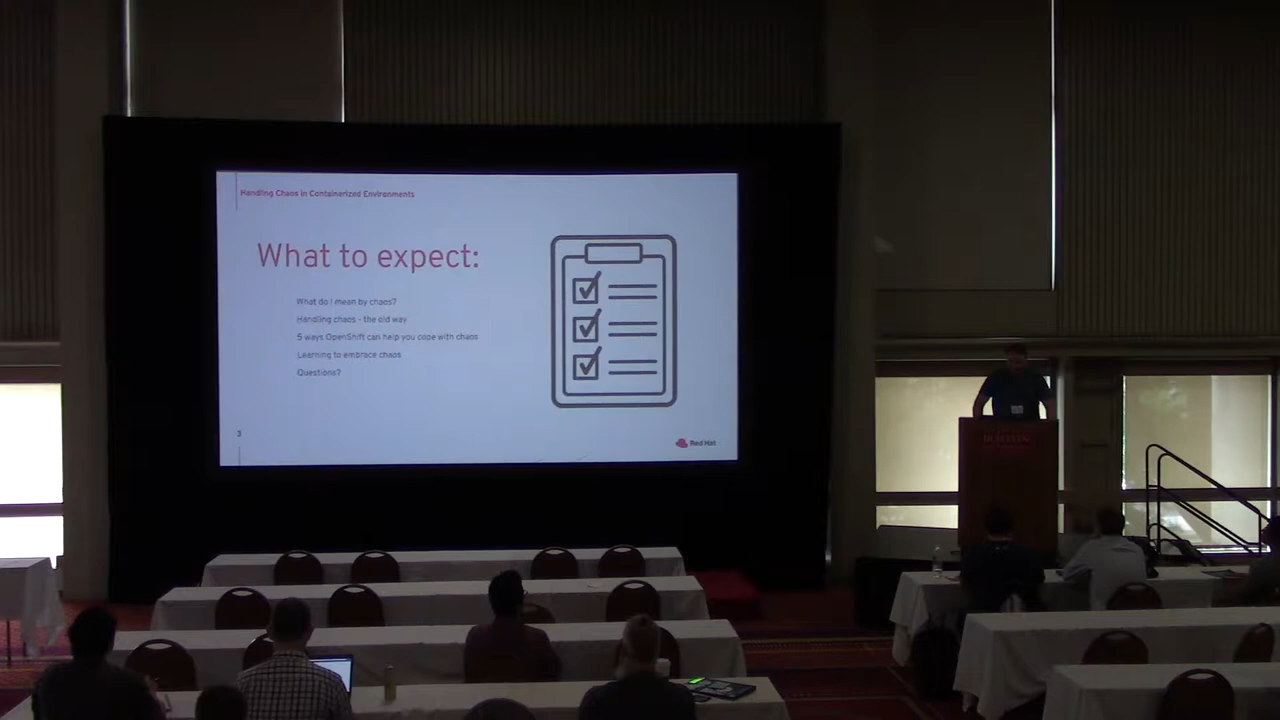 Handling Chaos in Containerized Environments
What to expect:
What do I mean by chaos?
Handling chaos - the old way
5 ways OpenShift can help you cope with chaos
Learning to embrace chaos
Questions?
3
Red Hat